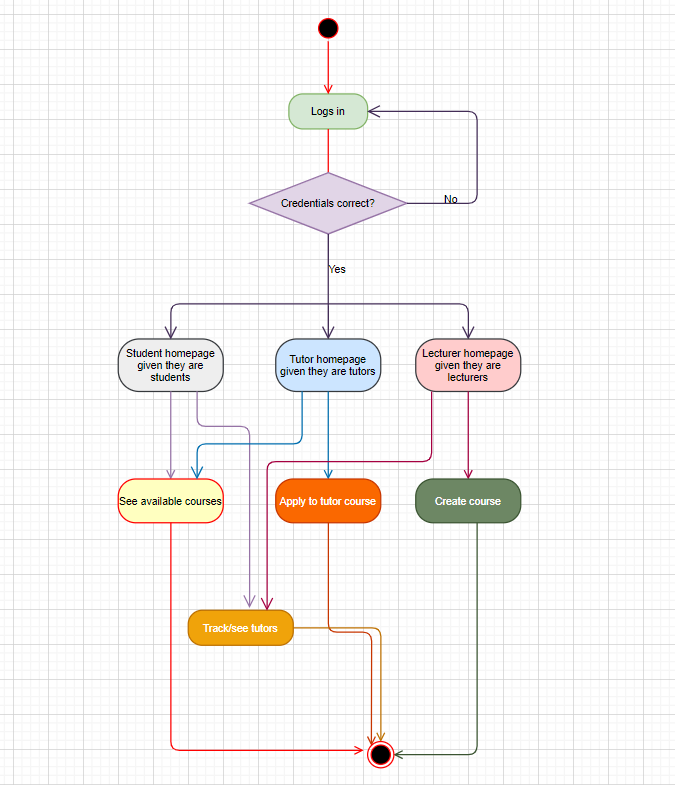 Logs in
Credentials correct?
No
Yes
Student homepage
given they are
students
Tutor homepage
given they are tutors
Lecturer homepage
given they are
lecturers
See available courses
Apply to tutor course
Create course
Track/see tutors